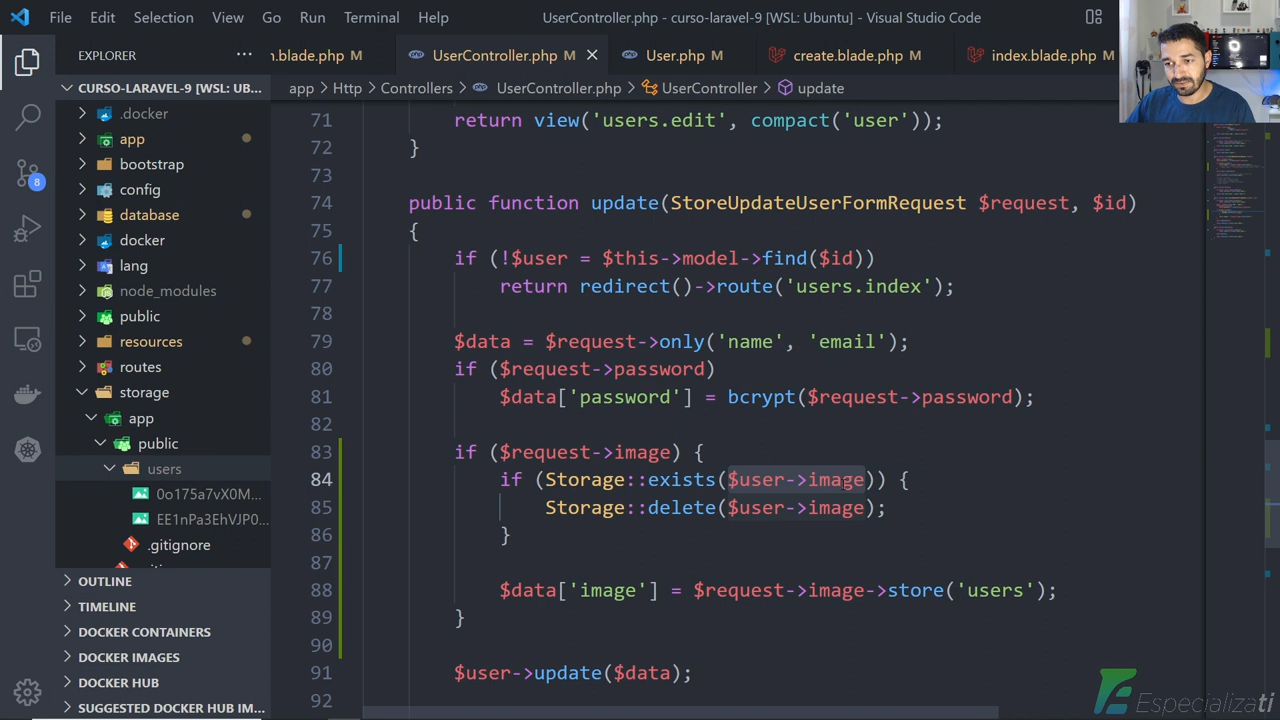 File Edit Selection View Go Run Terminal Help
UserController.php - curso-laravel-9 [WSL: Ubuntu] - Visual Studio Code
EXPLORER
n.blade.php M
UserController.php M
User.php M
create.blade.php M
index.blade.php M
app > Http > Controllers > UserController.php > UserController > update
CURSO-LARAVEL-9 [WSL: UB...
.docker
app
bootstrap
config
database
docker
lang
node_modules
public
resources
routes
storage
app
public
users
0o175a7vX0M...
EE1nPa3EhVJP0...
.gitignore
OUTLINE
TIMELINE
DOCKER CONTAINERS
DOCKER IMAGES
DOCKER HUB
SUGGESTED DOCKER HUB IM...
8
71 return view('users.edit', compact('user'));
72 }
73
74 public function update(StoreUpdateUserFormRequest $request, $id)
75 {
76 if (!$user = $this->model->find($id))
77 return redirect()->route('users.index');
78
79 $data = $request->only('name', 'email');
80 if ($request->password)
81 $data['password'] = bcrypt($request->password);
82
83 if ($request->image) {
84 if (Storage::exists($user->image)) {
85 Storage::delete($user->image);
86 }
87
88 $data['image'] = $request->image->store('users');
89 }
90
91 $user->update($data);
92
Especializati